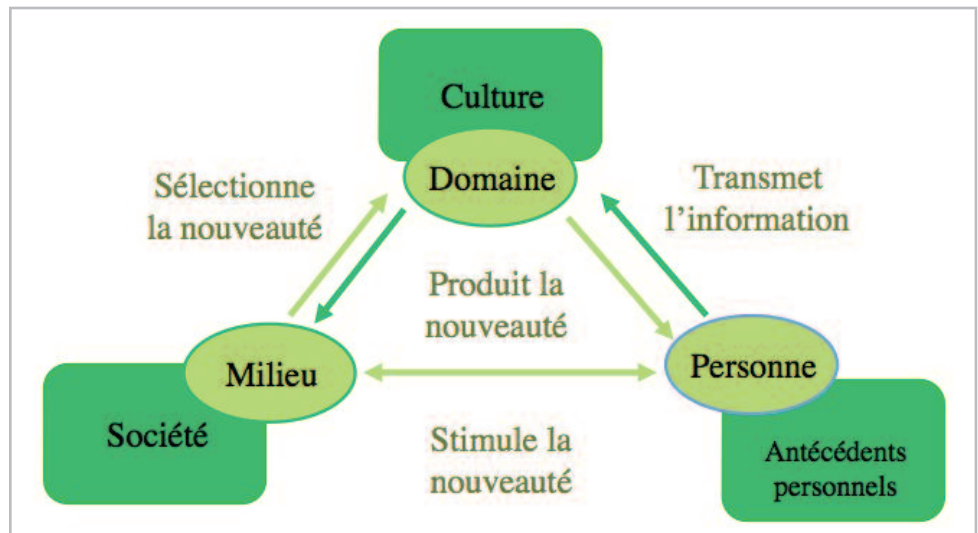 Culture
Domaine
Sélectionne
la nouveauté
Transmet
l’information
Produit la
nouveauté
Milieu
Personne
Société
Stimule la
nouveauté
Antécédents
personnels